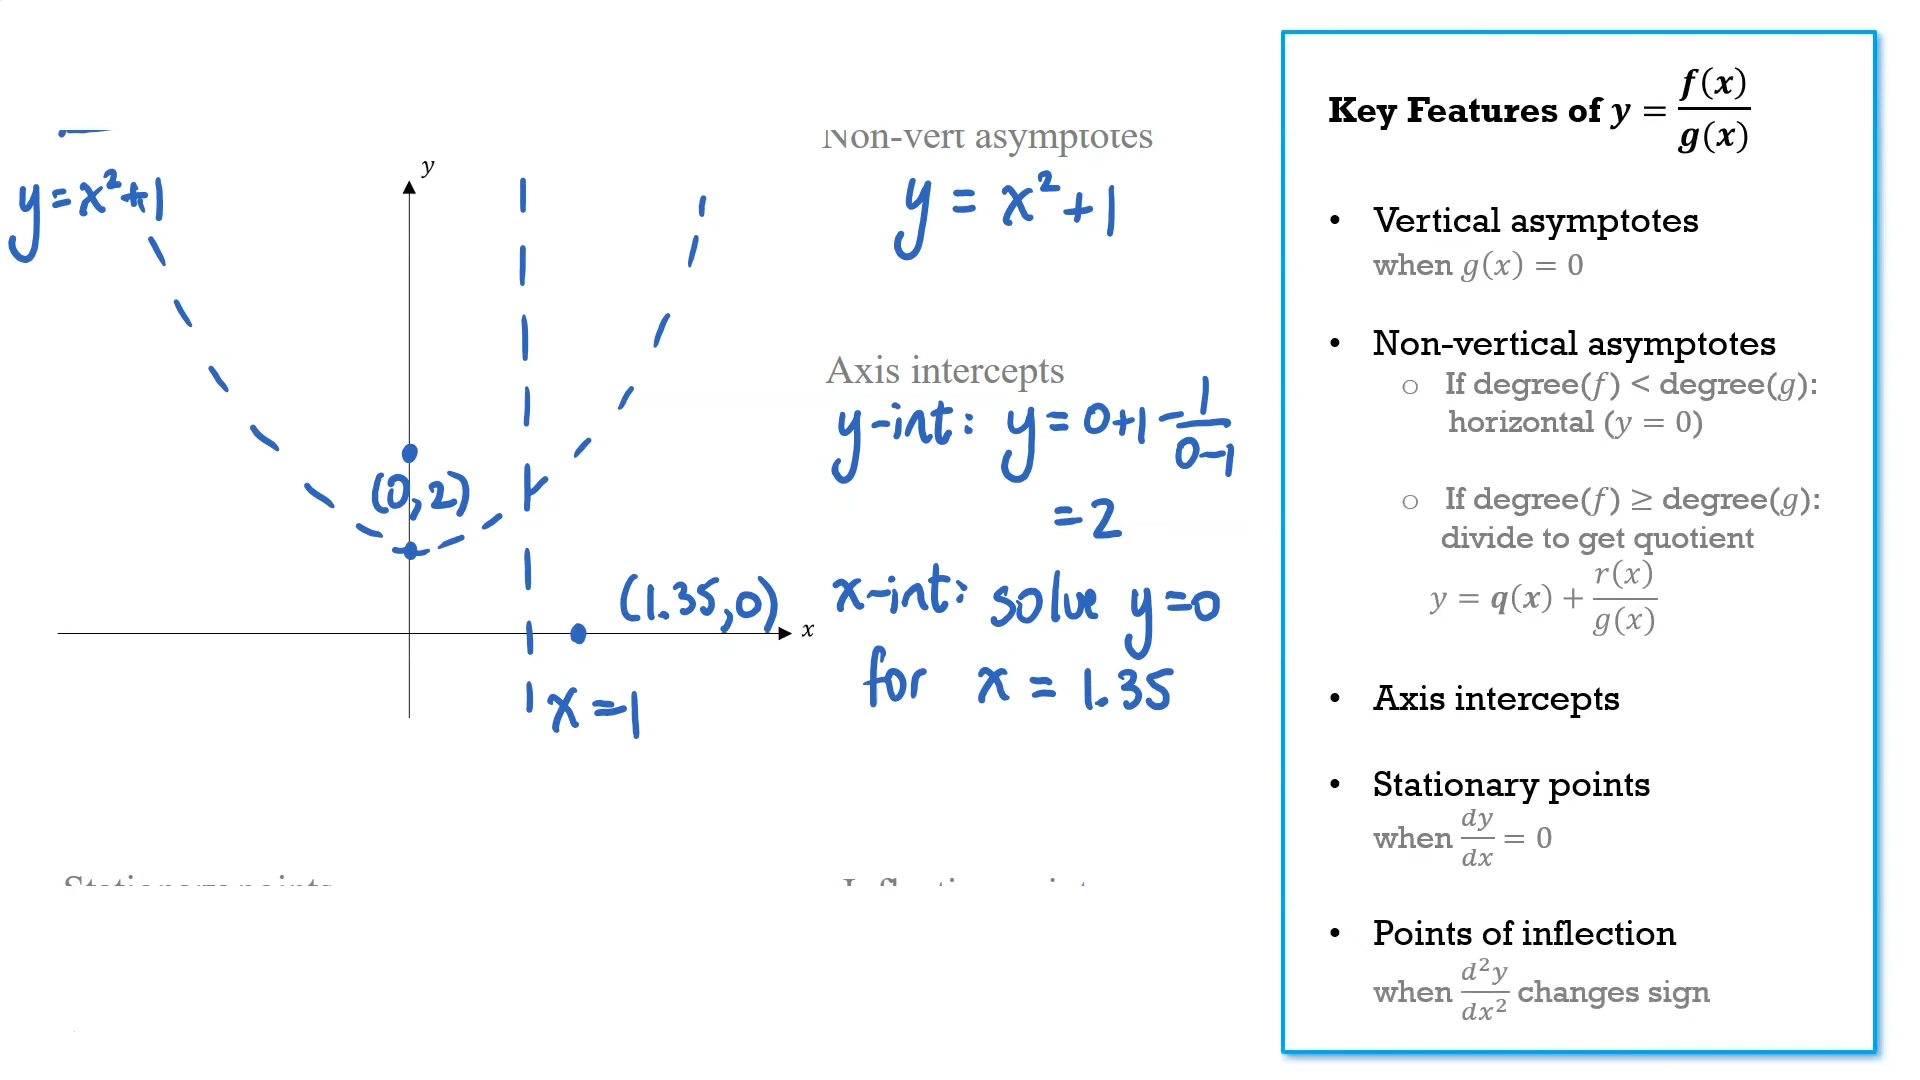 y = x² + 1
y
(0, 2)
(1.35, 0)
x
x = 1
Non-vert asymptotes
y = x² + 1
Axis intercepts
y-int: y = 0+1 - 1/(0-1)
= 2
x-int: solve y=0
for x = 1.35
Key Features of y = f(x)/g(x)
• Vertical asymptotes
when g(x) = 0
• Non-vertical asymptotes
○ If degree(f) < degree(g):
horizontal (y = 0)
○ If degree(f) ≥ degree(g):
divide to get quotient
y = q(x) + r(x)/g(x)
• Axis intercepts
• Stationary points
when dy/dx = 0
• Points of inflection
when d²y/dx² changes sign